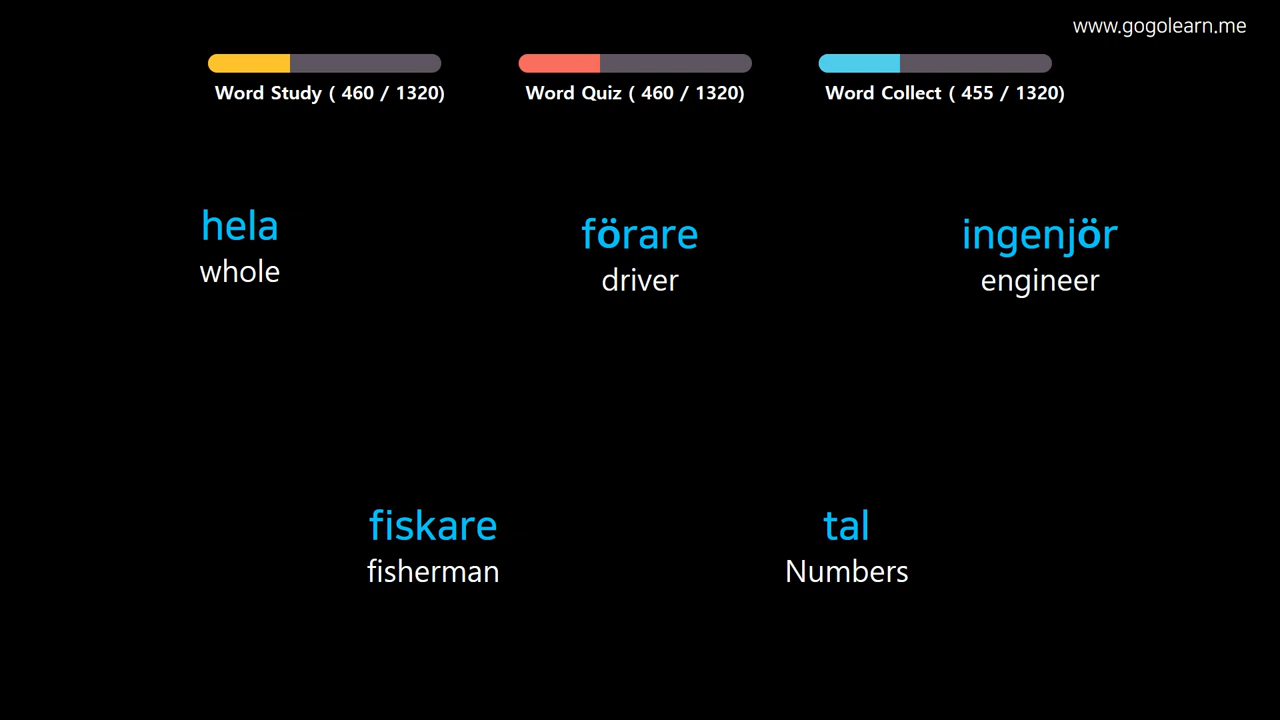 www.gogolearn.me
Word Study ( 460 / 1320)
Word Quiz ( 460 / 1320)
Word Collect ( 455 / 1320)
hela
whole
förare
driver
ingenjör
engineer
fiskare
fisherman
tal
Numbers